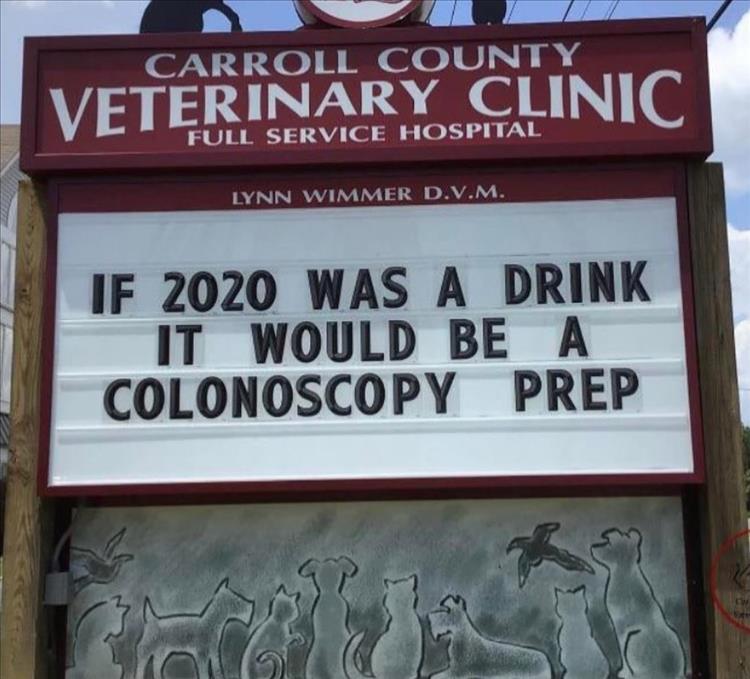 CARROLL COUNTY
VETERINARY CLINIC
FULL SERVICE HOSPITAL
LYNN WIMMER D.V.M.
IF 2020 WAS A DRINK
IT WOULD BE A
COLONOSCOPY PREP